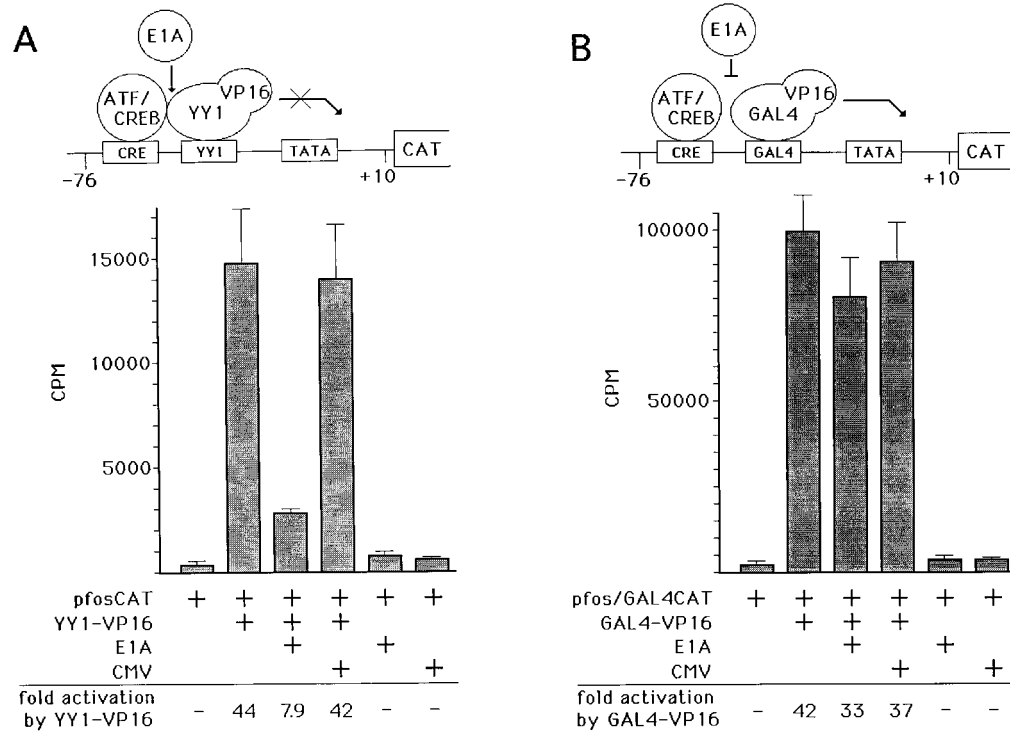 A
E1A
ATF/
CREB
YY1
VP16
CRE
YY1
TATA
CAT
-76
+10
15000
10000
5000
CPM
pfosCAT + + + + + +
YY1-VP16 + + +
E1A + +
CMV + +
fold activation
by YY1-VP16 - 44 7.9 42 - -
B
E1A
ATF/
CREB
GAL4
VP16
CRE
GAL4
TATA
CAT
-76
+10
100000
50000
CPM
pfos/GAL4CAT + + + + + +
GAL4-VP16 + + +
E1A + +
CMV + +
fold activation
by GAL4-VP16 - 42 33 37 - -